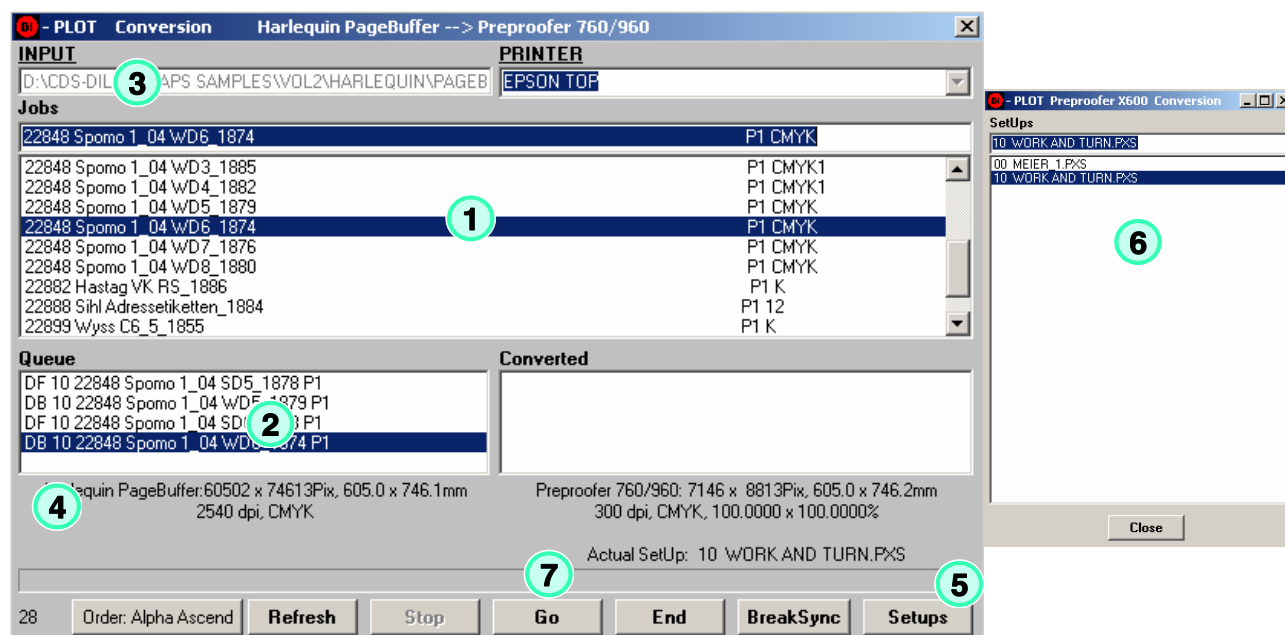 DI - PLOT Conversion Harlequin PageBuffer --> Preproofer 760/960
INPUT
PRINTER
D:\CDS-DIL 3 APS SAMPLES\VOL2\HARLEQUIN\PAGEB
EPSON TOP
Jobs
22848 Spomo 1_04 WD6_1874 P1 CMYK
22848 Spomo 1_04 WD3_1885 P1 CMYK1
22848 Spomo 1_04 WD4_1882 P1 CMYK1
22848 Spomo 1_04 WD5_1879 P1 CMYK
22848 Spomo 1_04 WD6_1874 1 P1 CMYK
22848 Spomo 1_04 WD7_1876 P1 CMYK
22848 Spomo 1_04 WD8_1880 P1 CMYK
22882 Hastag VK RS_1886 P1 K
22888 Sihl Adressetiketten_1884 P1 12
22899 Wyss C6_5_1855 P1 K
Queue
Converted
DF 10 22848 Spomo 1_04 SD5_1878 P1
DB 10 22848 Spomo 1_04 WD5_1879 P1
DF 10 22848 Spomo 1_04 2 P1
DB 10 22848 Spomo 1_04 P1
4 PageBuffer:60502 x 74613Pix, 605.0 x 746.1mm
2540 dpi, CMYK
Preproofer 760/960: 7146 x 8813Pix, 605.0 x 746.2mm
300 dpi, CMYK, 100.0000 x 100.0000%
Actual SetUp: 10 WORK AND TURN.PXS
7
5
28 Order: Alpha Ascend Refresh Stop Go End BreakSync Setups
DI - PLOT Preproofer X600 Conversion
SetUps
10 WORK AND TURN.PXS
00 MEIER_1.PXS
10 WORK AND TURN.PXS
6
Close